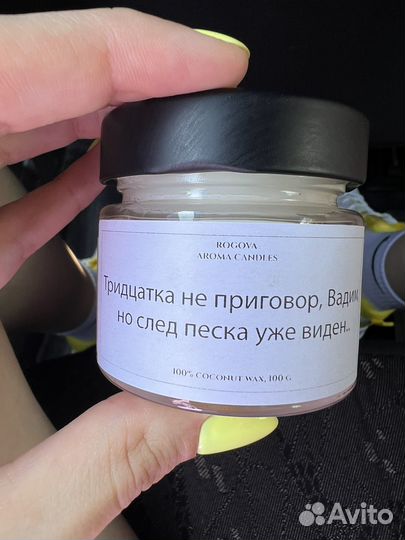 ROGOVA
AROMA CANDLES
Тридцатка не приговор, Вадим,
но след песка уже виден..
100% COCONUT WAX, 100 G
Avito